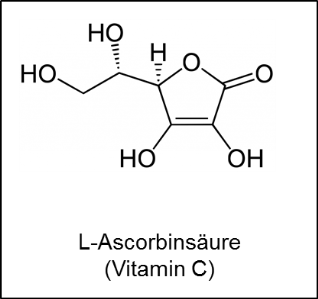 HO
H
HO
O
O
HO
OH
L-Ascorbinsäure
(Vitamin C)